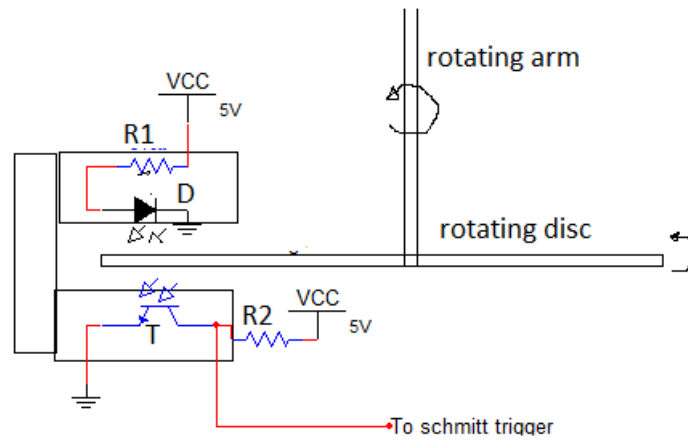 rotating arm
VCC
5V
R1
D
rotating disc
R2
VCC
5V
T
To schmitt trigger